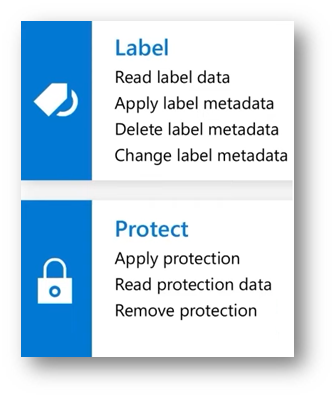 Label
Read label data
Apply label metadata
Delete label metadata
Change label metadata
Protect
Apply protection
Read protection data
Remove protection